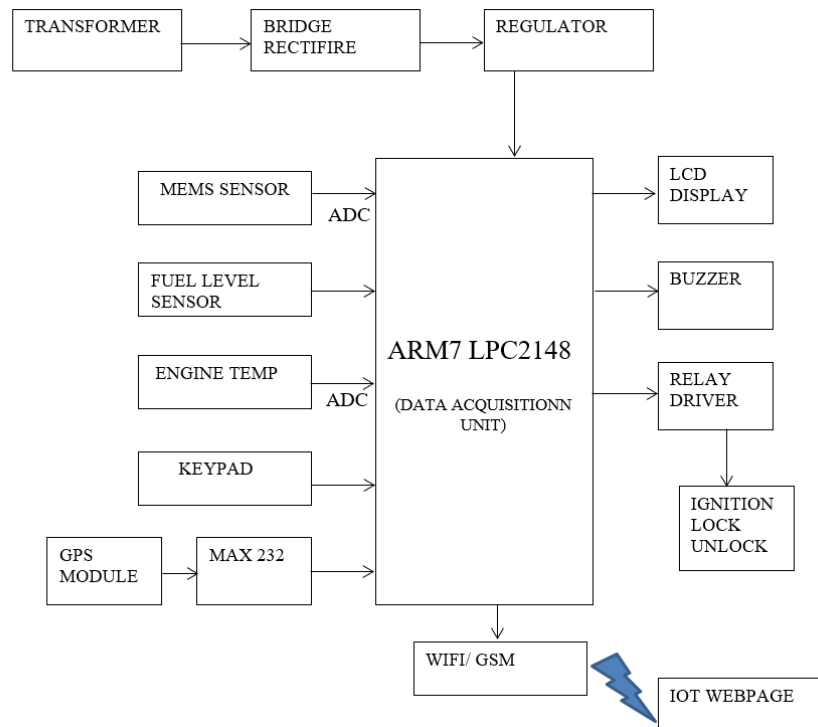 TRANSFORMER
BRIDGE
RECTIFIRE
REGULATOR
MEMS SENSOR
ADC
FUEL LEVEL
SENSOR
ENGINE TEMP
ADC
KEYPAD
GPS
MODULE
MAX 232
ARM7 LPC2148
(DATA ACQUISITIONN
UNIT)
LCD
DISPLAY
BUZZER
RELAY
DRIVER
IGNITION
LOCK
UNLOCK
WIFI/ GSM
IOT WEBPAGE